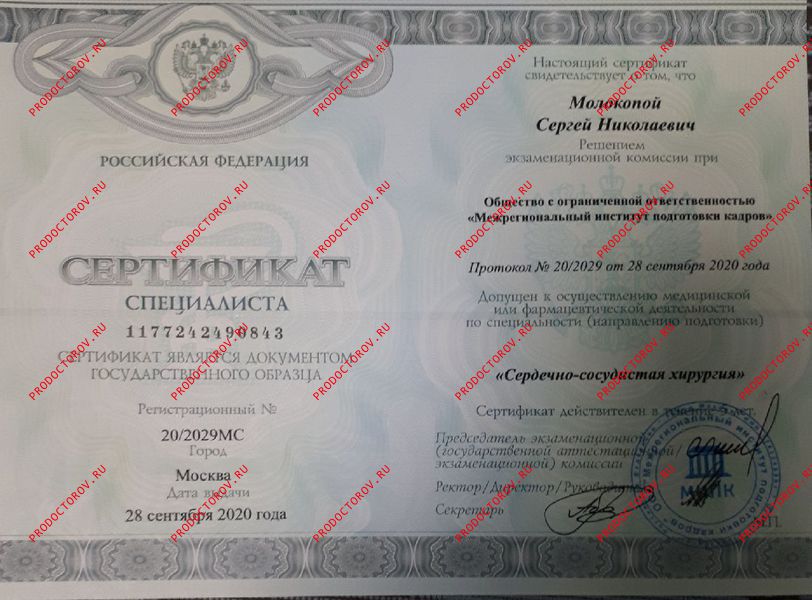 РОССИЙСКАЯ ФЕДЕРАЦИЯ
СЕРТИФИКАТ
СПЕЦИАЛИСТА
1177242490843
СЕРТИФИКАТ ЯВЛЯЕТСЯ ДОКУМЕНТОМ
ГОСУДАРСТВЕННОГО ОБРАЗЦА
Регистрационный №
20/2029МС
Город
Москва
Дата выдачи
28 сентября 2020 года
Настоящий сертификат
свидетельствует о том, что
Молокопой
Сергей Николаевич
Решением
экзаменационной комиссии при
Общество с ограниченной ответственностью
«Межрегиональный институт подготовки кадров»
Протокол № 20/2029 от 28 сентября 2020 года
Допущен к осуществлению медицинской
или фармацевтической деятельности
по специальности (направлению подготовки)
«Сердечно-сосудистая хирургия»
Сертификат действителен в течение 5 лет.
Председатель экзаменационной
(государственной аттестационной/
экзаменационной) комиссии
Ректор/Директор/Руководитель
Секретарь
М.П.
Межрегиональный институт подготовки кадров
МИПК
PRODOCTOROV.RU